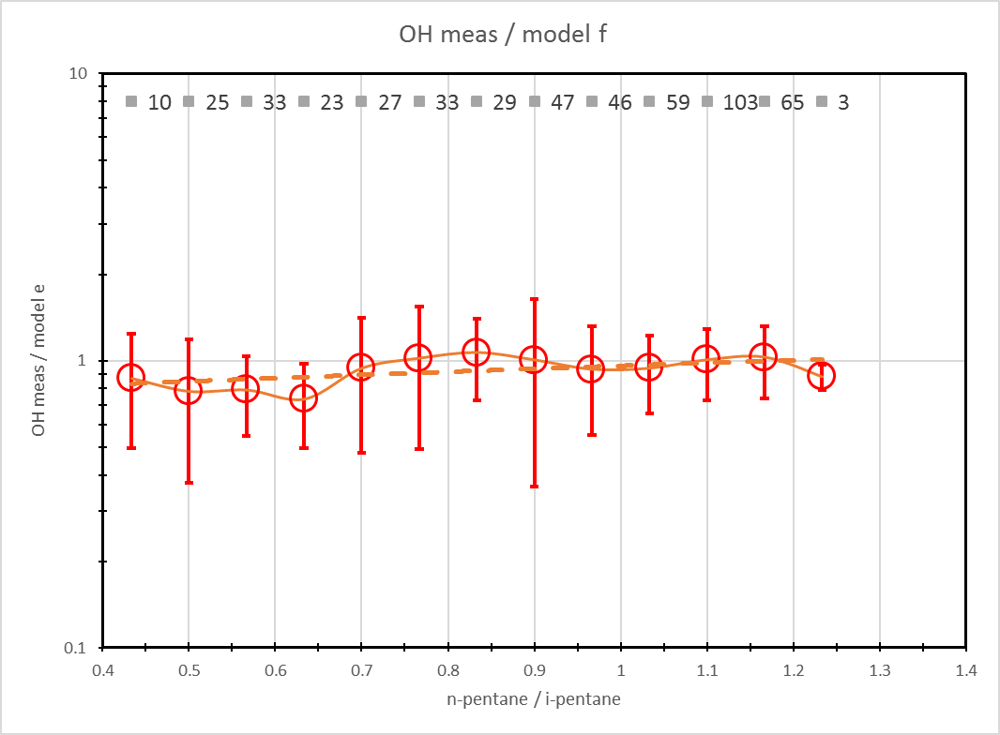 OH meas / model f
10
10 25 33 23 27 33 29 47 46 59 103 65 3
OH meas / model e
1
0.1
0.4 0.5 0.6 0.7 0.8 0.9 1 1.1 1.2 1.3 1.4
n-pentane / i-pentane